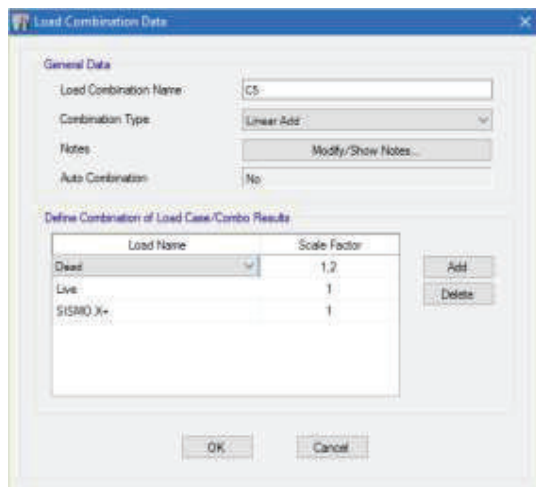 Load Combination Data
General Data
Load Combination Name C5
Combination Type Linear Add
Notes Modify/Show Notes...
Auto Combination No
Define Combination of Load Case/Combo Results
Load Name Scale Factor
Dead 1.2 Add
Live 1 Delete
SISMO X+ 1
OK Cancel